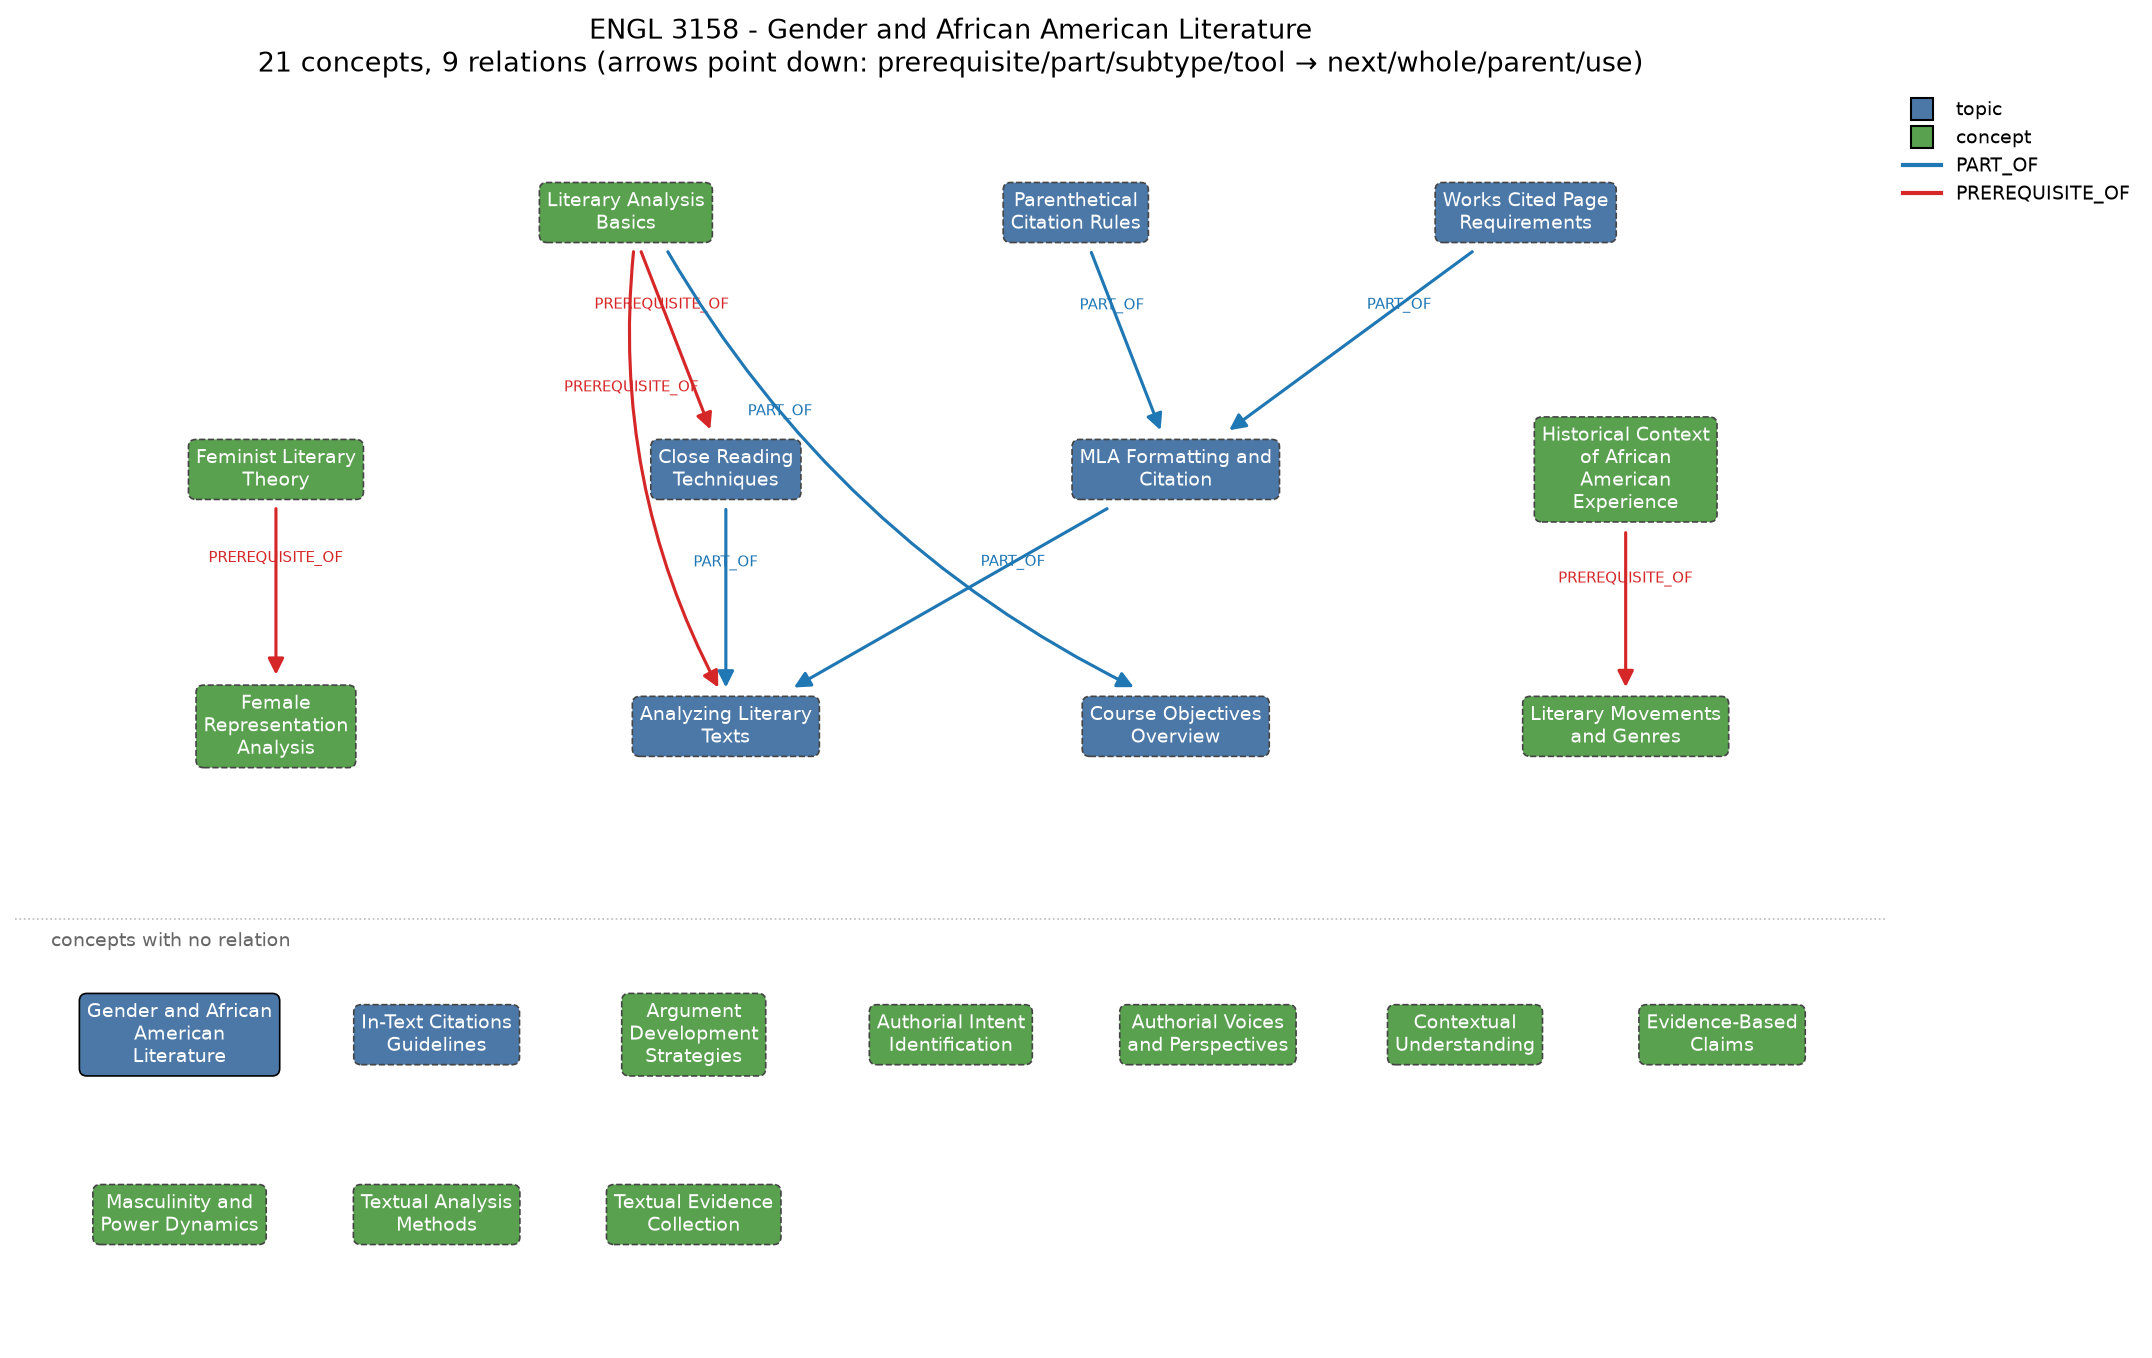 ENGL 3158 - Gender and African American Literature
21 concepts, 9 relations (arrows point down: prerequisite/part/subtype/tool → next/whole/parent/use)
topic
concept
PART_OF
PREREQUISITE_OF
Literary Analysis
Basics
Parenthetical
Citation Rules
Works Cited Page
Requirements
PREREQUISITE_OF
PART_OF
PART_OF
PREREQUISITE_OF
PART_OF
Feminist Literary
Theory
Close Reading
Techniques
MLA Formatting and
Citation
Historical Context
of African
American
Experience
PREREQUISITE_OF
PART_OF
PART_OF
PREREQUISITE_OF
Female
Representation
Analysis
Analyzing Literary
Texts
Course Objectives
Overview
Literary Movements
and Genres
concepts with no relation
Gender and African
American
Literature
In-Text Citations
Guidelines
Argument
Development
Strategies
Authorial Intent
Identification
Authorial Voices
and Perspectives
Contextual
Understanding
Evidence-Based
Claims
Masculinity and
Power Dynamics
Textual Analysis
Methods
Textual Evidence
Collection